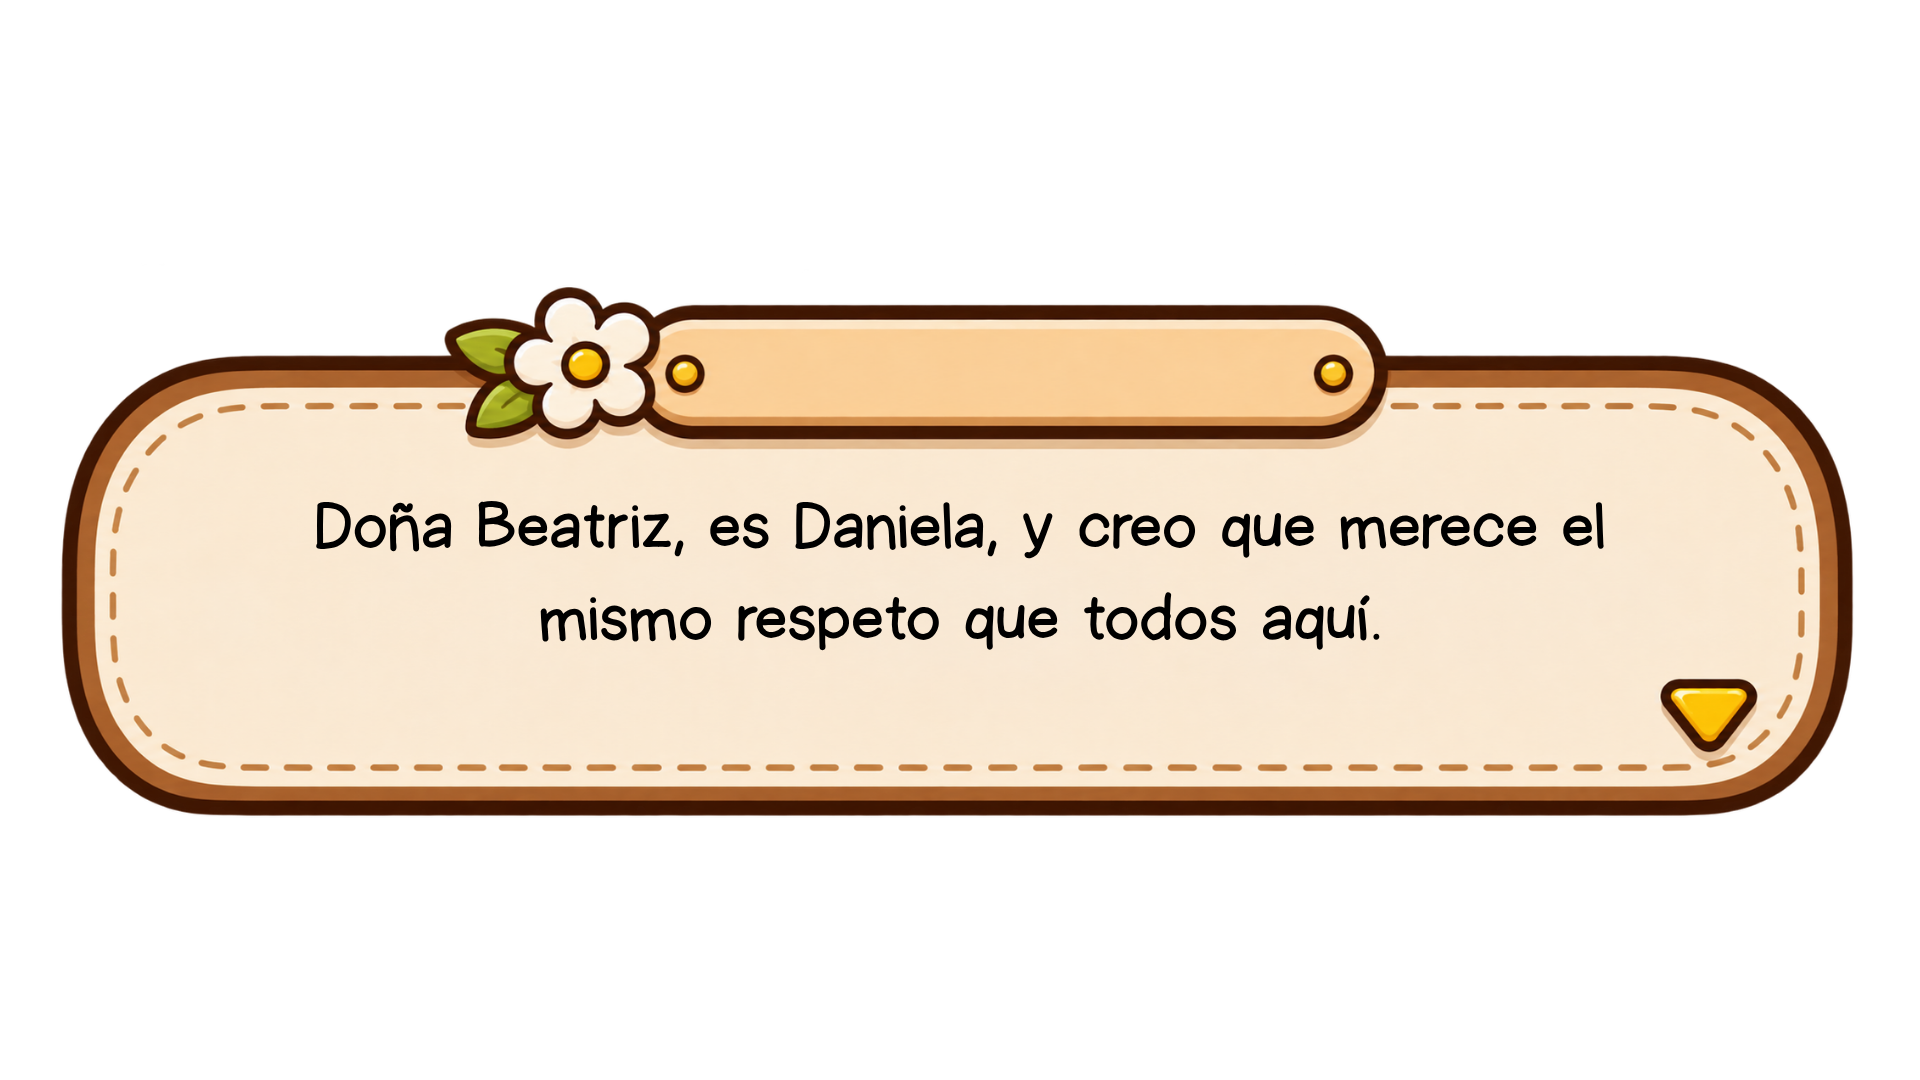 Doña Beatriz, es Daniela, y creo que merece el
mismo respeto que todos aquí.